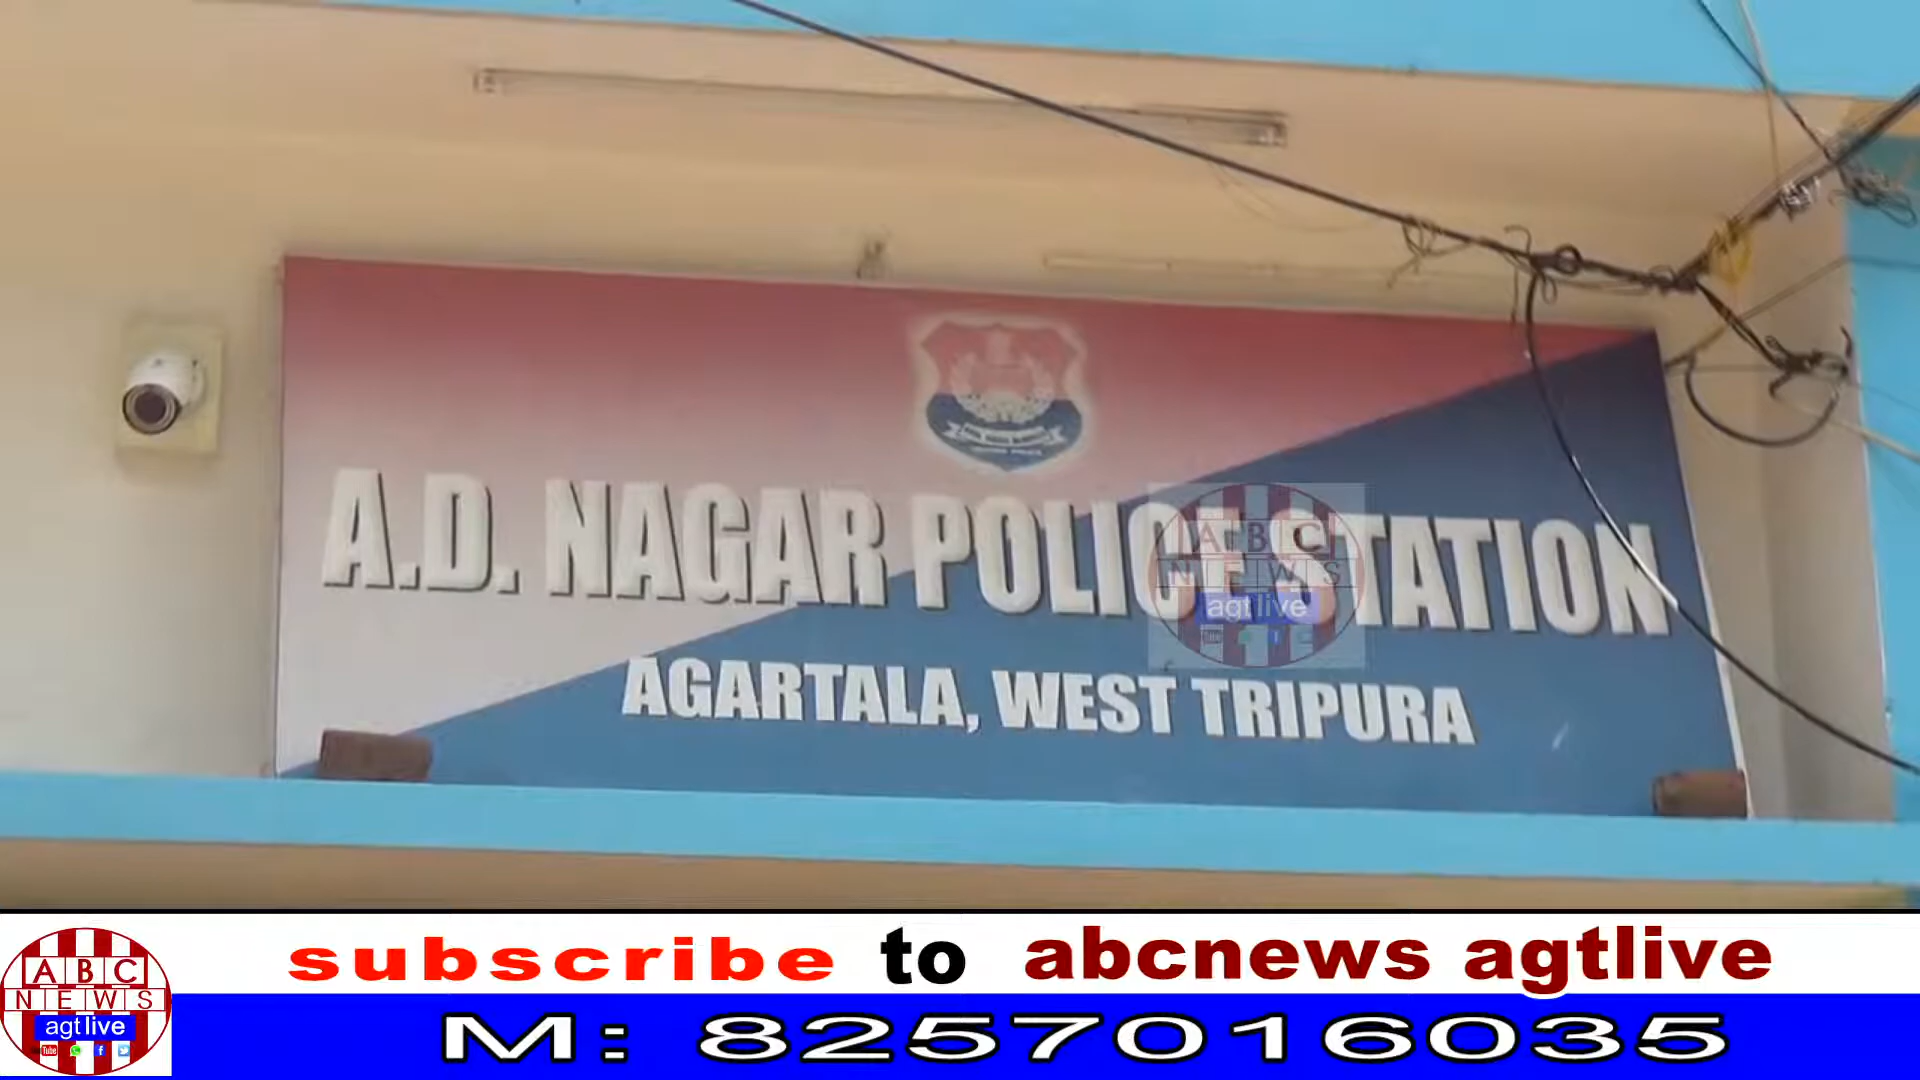 A.D. NAGAR POLICE STATION
AGARTALA, WEST TRIPURA
ABC
NEWS
agtlive
subscribe to abcnews agtlive
M: 8257016035
ABC
NEWS
agtlive